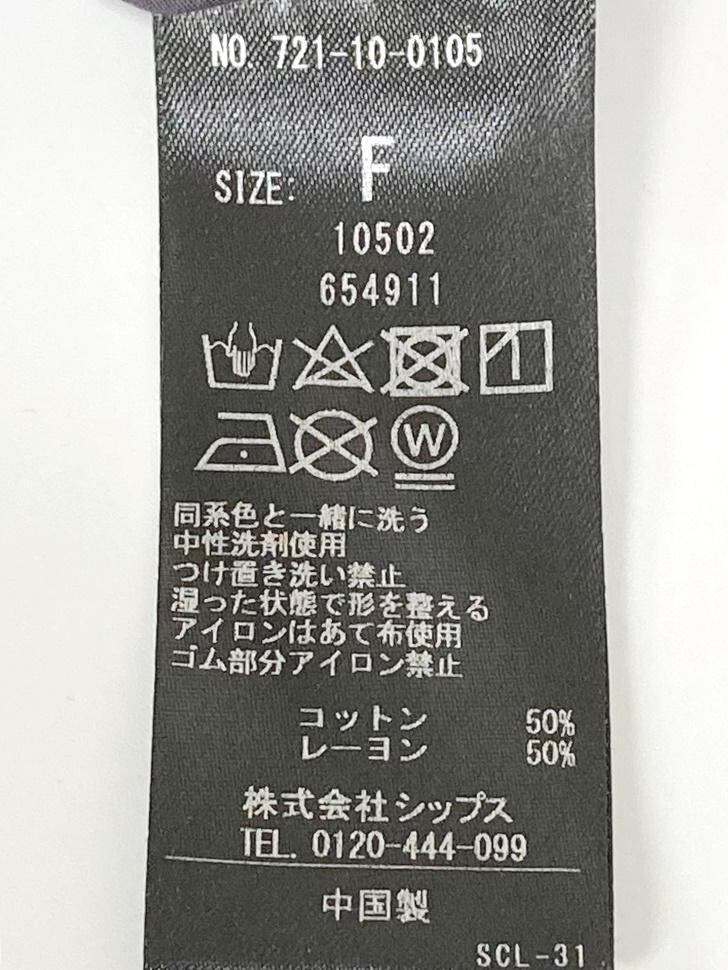 NO. 721-10-0105
SIZE: F
10502
654911
W
同系色と一緒に洗う
中性洗剤使用
つけ置き洗い禁止
湿った状態で形を整える
アイロンはあて布使用
ゴム部分アイロン禁止
コットン 50%
レーヨン 50%
株式会社シップス
TEL. 0120-444-099
中国製
SCL-31